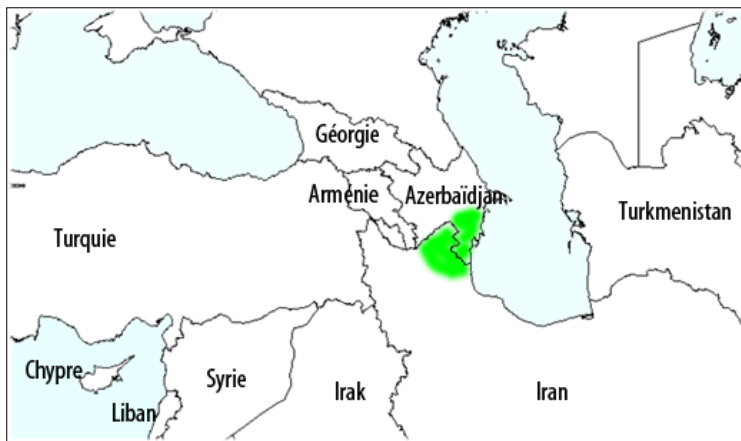 Géorgie
Arménie
Azerbaïdjan
Turkmenistan
Turquie
Chypre
Syrie
Liban
Irak
Iran